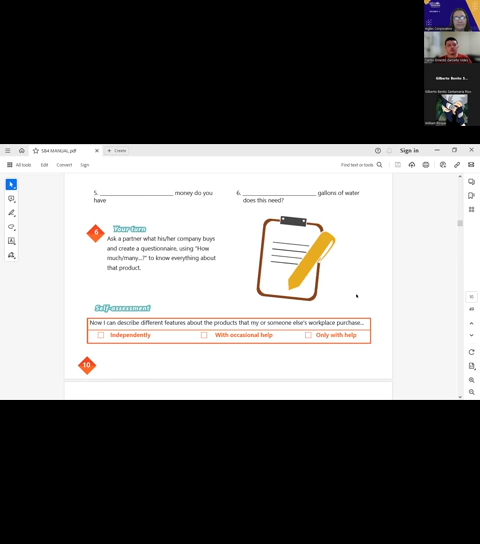 SB4 MANUAL.pdf
Create
Sign in
All tools
Edit
Convert
Sign
Find text or tools
5. ______________________ money do you
have
6. ______________________ gallons of water
does this need?
6
Your turn
Ask a partner what his/her company buys
and create a questionnaire, using "How
much/many...?" to know everything about
that product.
Self-assessment
Now I can describe different features about the products that my or someone else's workplace purchase...
Independently
With occasional help
Only with help
10
10
Gilberto Benito S...